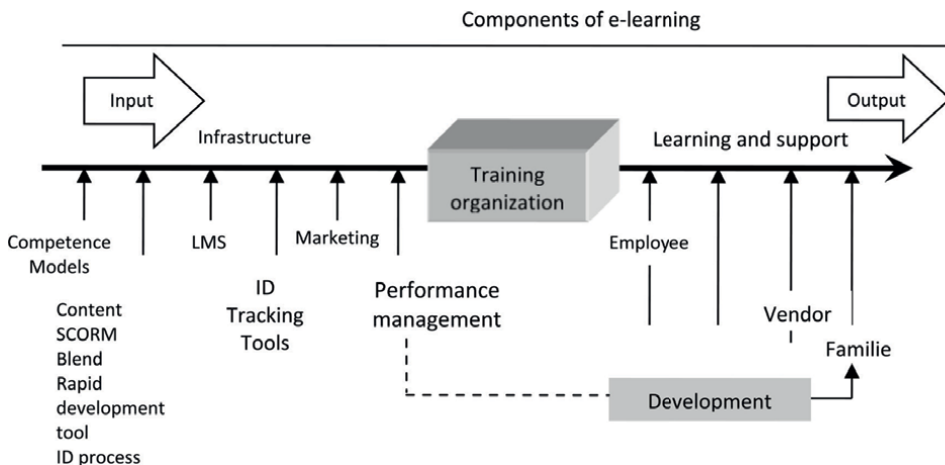 Components of e-learning
Input
Output
Infrastructure
Learning and support
Training
organization
Competence
Models
LMS
Marketing
Employee
Content
SCORM
Blend
Rapid
development
tool
ID process
ID
Tracking
Tools
Performance
management
Vendor
Familie
Development